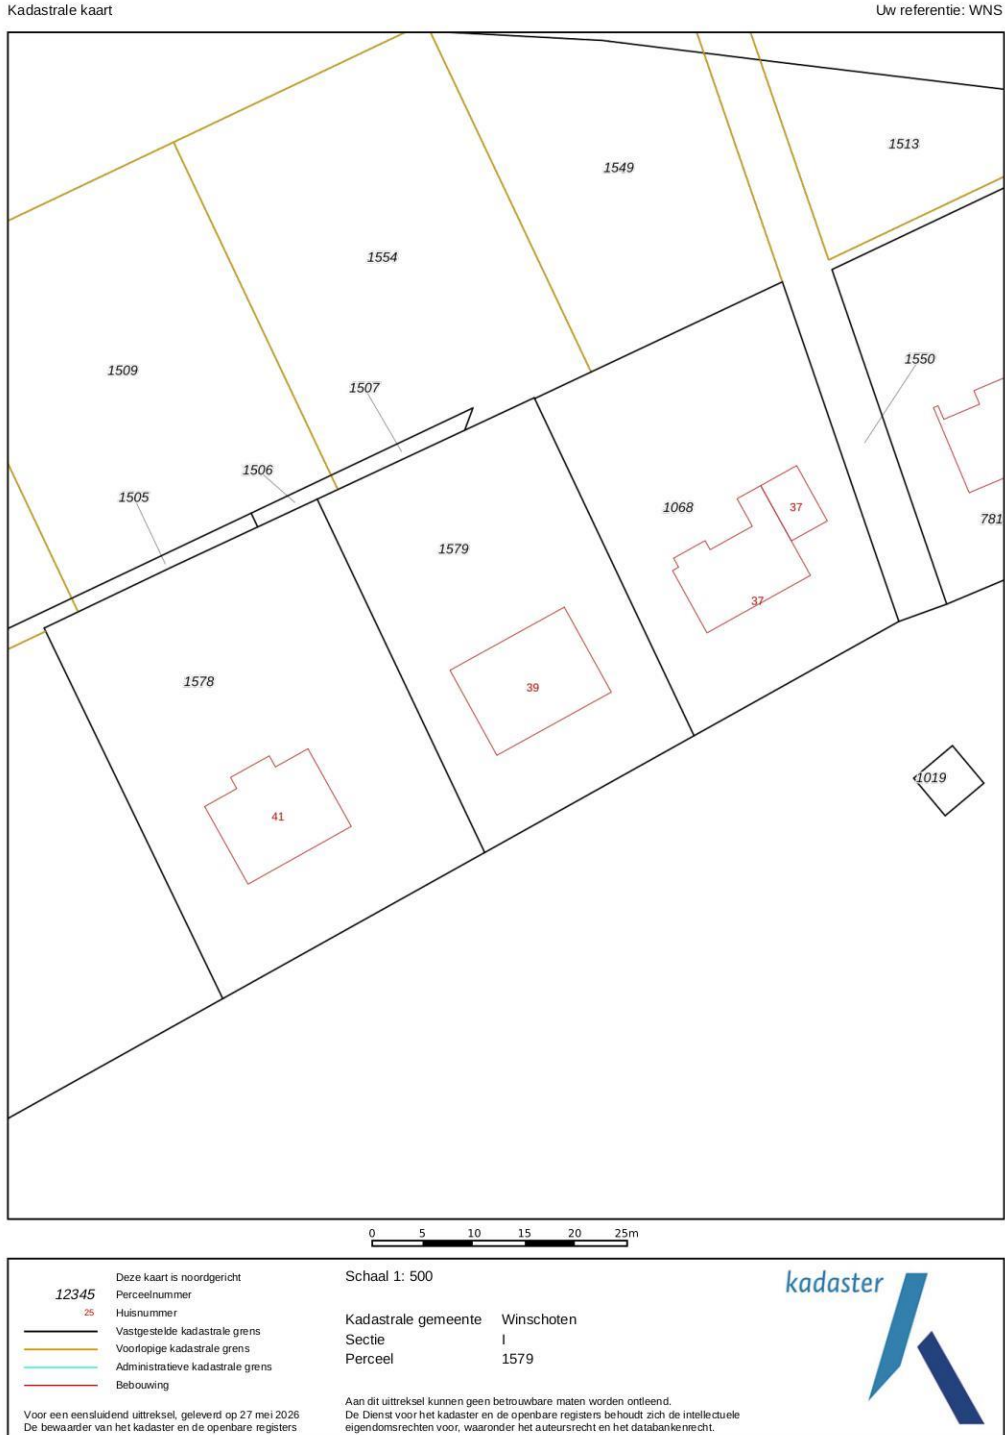 Kadastrale kaart
Uw referentie: WNS
1513
1549
1554
1550
1509
1507
1506
1505
1068
37
781
1579
37
1578
39
1019
41
0 5 10 15 20 25m
Deze kaart is noordgericht
12345 Perceelnummer
25 Huisnummer
Vastgestelde kadastrale grens
Voorlopige kadastrale grens
Administratieve kadastrale grens
Bebouwing
Voor een eensluidend uittreksel, geleverd op 27 mei 2026
De bewaarder van het kadaster en de openbare registers
Schaal 1: 500
Kadastrale gemeente Winschoten
Sectie I
Perceel 1579
Aan dit uittreksel kunnen geen betrouwbare maten worden ontleend.
De Dienst voor het kadaster en de openbare registers behoudt zich de intellectuele
eigendomsrechten voor, waaronder het auteursrecht en het databankenrecht.
kadaster